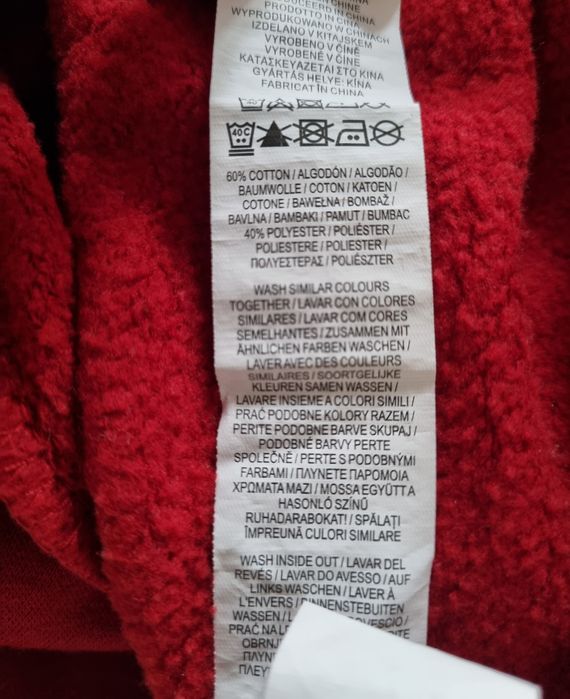 PRODOTTO IN CINA
WYPRODUKOWANO W CHINACH
IZDELANO V KITAJSKEM
VYROBENO V ČÍNĚ
VYROBENÉ V ČÍNE
ΚΑΤΑΣΚΕΥΑΖΕΤΑΙ ΣΤΟ ΚΙΝΑ
GYÁRTÁS HELYE: KÍNA
FABRICAT ÎN CHINA
40 C
60% COTTON / ALGODÓN / ALGODÃO /
BAUMWOLLE / COTON / KATOEN /
COTONE / BAWEŁNA / BOMBAŽ /
BAVLNA / BAMBAKI / PAMUT / BUMBAC
40% POLYESTER / POLIÉSTER /
POLIESTERE / POLIESTER /
ΠΟΛΥΕΣΤΕΡΑΣ / POLIÉSZTER
WASH SIMILAR COLOURS
TOGETHER / LAVAR CON COLORES
SIMILARES / LAVAR COM CORES
SEMELHANTES / ZUSAMMEN MIT
ÄHNLICHEN FARBEN WASCHEN /
LAVER AVEC DES COULEURS
SIMILAIRES / SOORTGELIJKE
KLEUREN SAMEN WASSEN /
LAVARE INSIEME A COLORI SIMILI /
PRAĆ PODOBNE KOLORY RAZEM /
PERITE PODOBNE BARVE SKUPAJ /
PODOBNÉ BARVY PERTE
SPOLEČNĚ / PERTE S PODOBNÝMI
FARBAMI / ΠΛΥΝΕΤΕ ΠΑΡΟΜΟΙΑ
ΧΡΩΜΑΤΑ ΜΑΖΙ / MOSSA EGYÜTT A
HASONLÓ SZÍNŰ
RUHADARABOKAT! / SPĂLAȚI
ÎMPREUNĂ CULORI SIMILARE
WASH INSIDE OUT / LAVAR DEL
REVÉS / LAVAR DO AVESSO / AUF
LINKS WASCHEN / LAVER À
L'ENVERS / BINNENSTEBUITEN
WASSEN /
PRAĆ NA